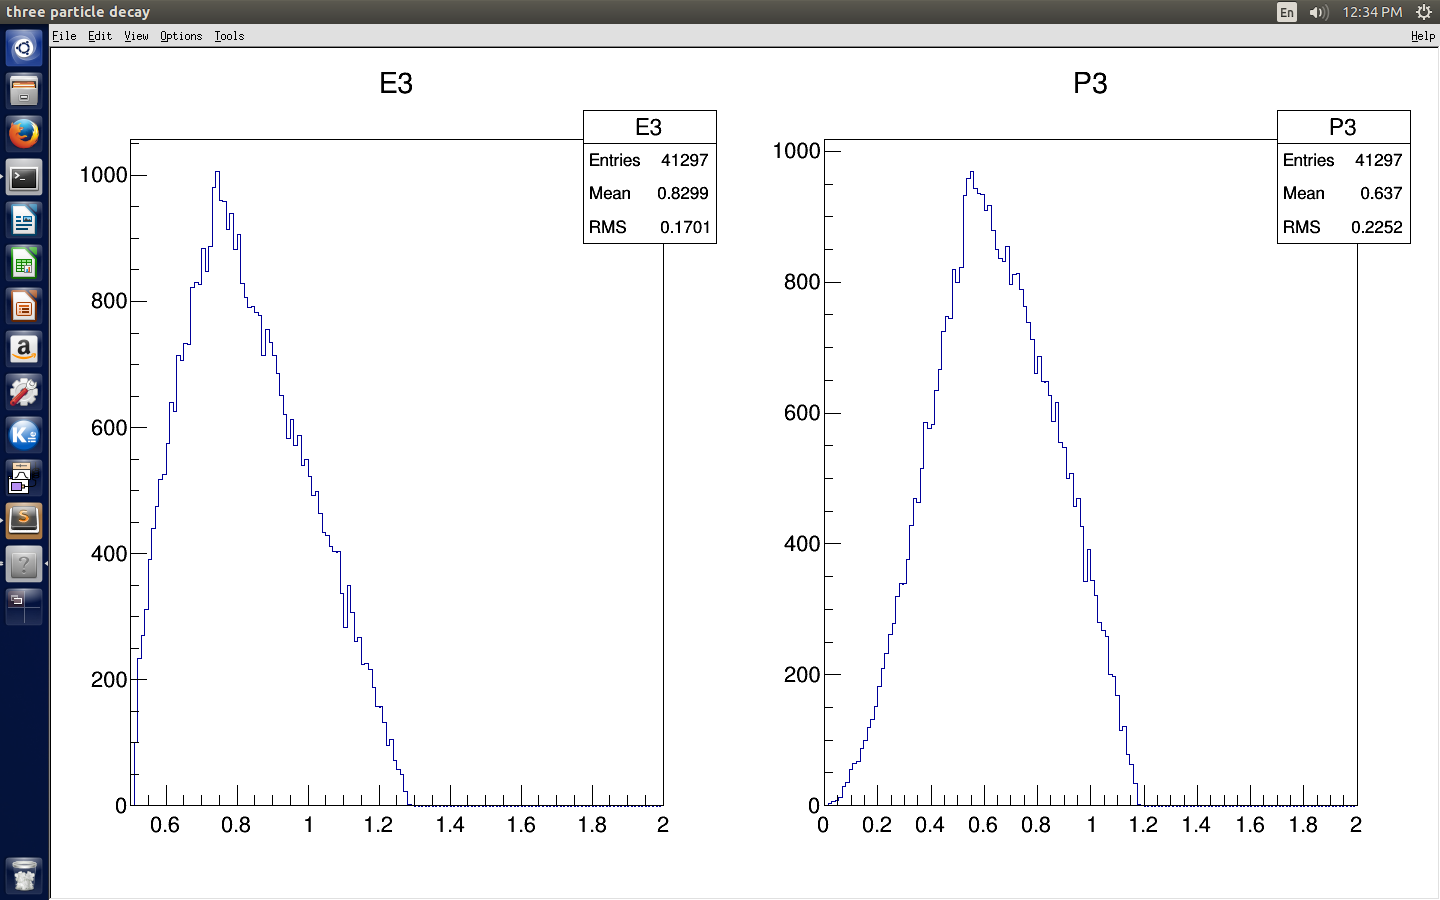 three particle decay
En
12:34 PM
File Edit View Options Tools
Help
E3
E3
Entries 41297
Mean 0.8299
RMS 0.1701
1000
800
600
400
200
0
0.6 0.8 1 1.2 1.4 1.6 1.8 2
P3
P3
Entries 41297
Mean 0.637
RMS 0.2252
1000
800
600
400
200
0
0 0.2 0.4 0.6 0.8 1 1.2 1.4 1.6 1.8 2